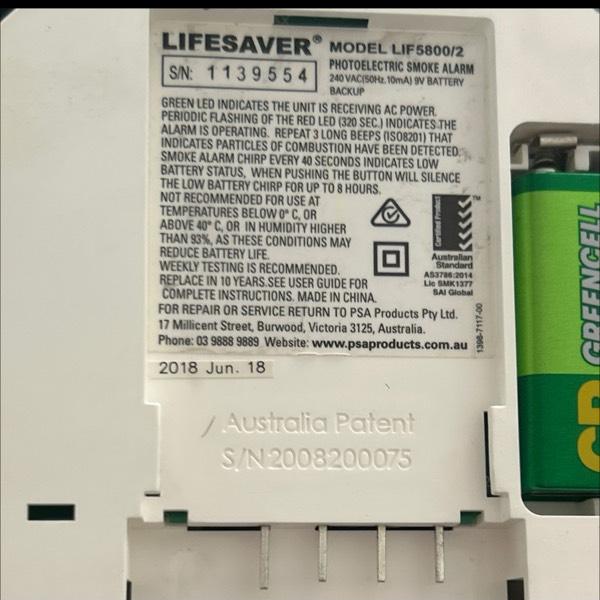 LIFESAVER® MODEL LIF5800/2
S/N: 1139554
PHOTOELECTRIC SMOKE ALARM
240 VAC(50Hz.10mA) 9V BATTERY
BACKUP
GREEN LED INDICATES THE UNIT IS RECEIVING AC POWER.
PERIODIC FLASHING OF THE RED LED (320 SEC.) INDICATES THE
ALARM IS OPERATING. REPEAT 3 LONG BEEPS (ISO8201) THAT
INDICATES PARTICLES OF COMBUSTION HAVE BEEN DETECTED.
SMOKE ALARM CHIRP EVERY 40 SECONDS INDICATES LOW
BATTERY STATUS, WHEN PUSHING THE BUTTON WILL SILENCE
THE LOW BATTERY CHIRP FOR UP TO 8 HOURS.
NOT RECOMMENDED FOR USE AT
TEMPERATURES BELOW 0° C, OR
ABOVE 40° C, OR IN HUMIDITY HIGHER
THAN 93%, AS THESE CONDITIONS MAY
REDUCE BATTERY LIFE.
WEEKLY TESTING IS RECOMMENDED.
REPLACE IN 10 YEARS.SEE USER GUIDE FOR
COMPLETE INSTRUCTIONS. MADE IN CHINA.
FOR REPAIR OR SERVICE RETURN TO PSA Products Pty Ltd.
17 Millicent Street, Burwood, Victoria 3125, Australia.
Phone: 03 9888 9889 Website: www.psaproducts.com.au
Certified Product
TM
Australian
Standard
AS3786:2014
Lic SMK1377
SAI Global
1398-7117-00
2018 Jun. 18
Australia Patent
S/N2008200075
GREENCELL
GP